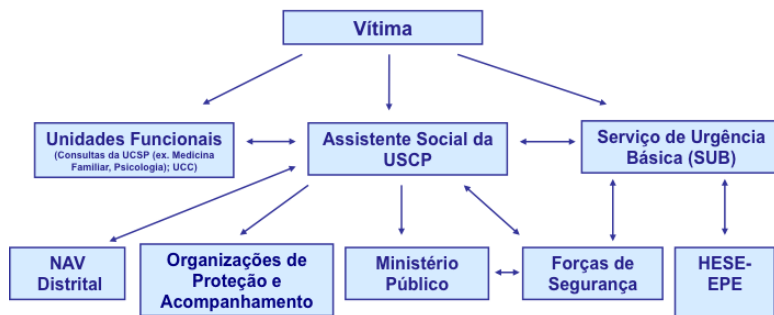 Vítima
Unidades Funcionais
(Consultas da UCSP (ex. Medicina
Familiar, Psicologia); UCC)
Assistente Social da
USCP
Serviço de Urgência
Básica (SUB)
NAV
Distrital
Organizações de
Proteção e
Acompanhamento
Ministério
Público
Forças de
Segurança
HESE-
EPE